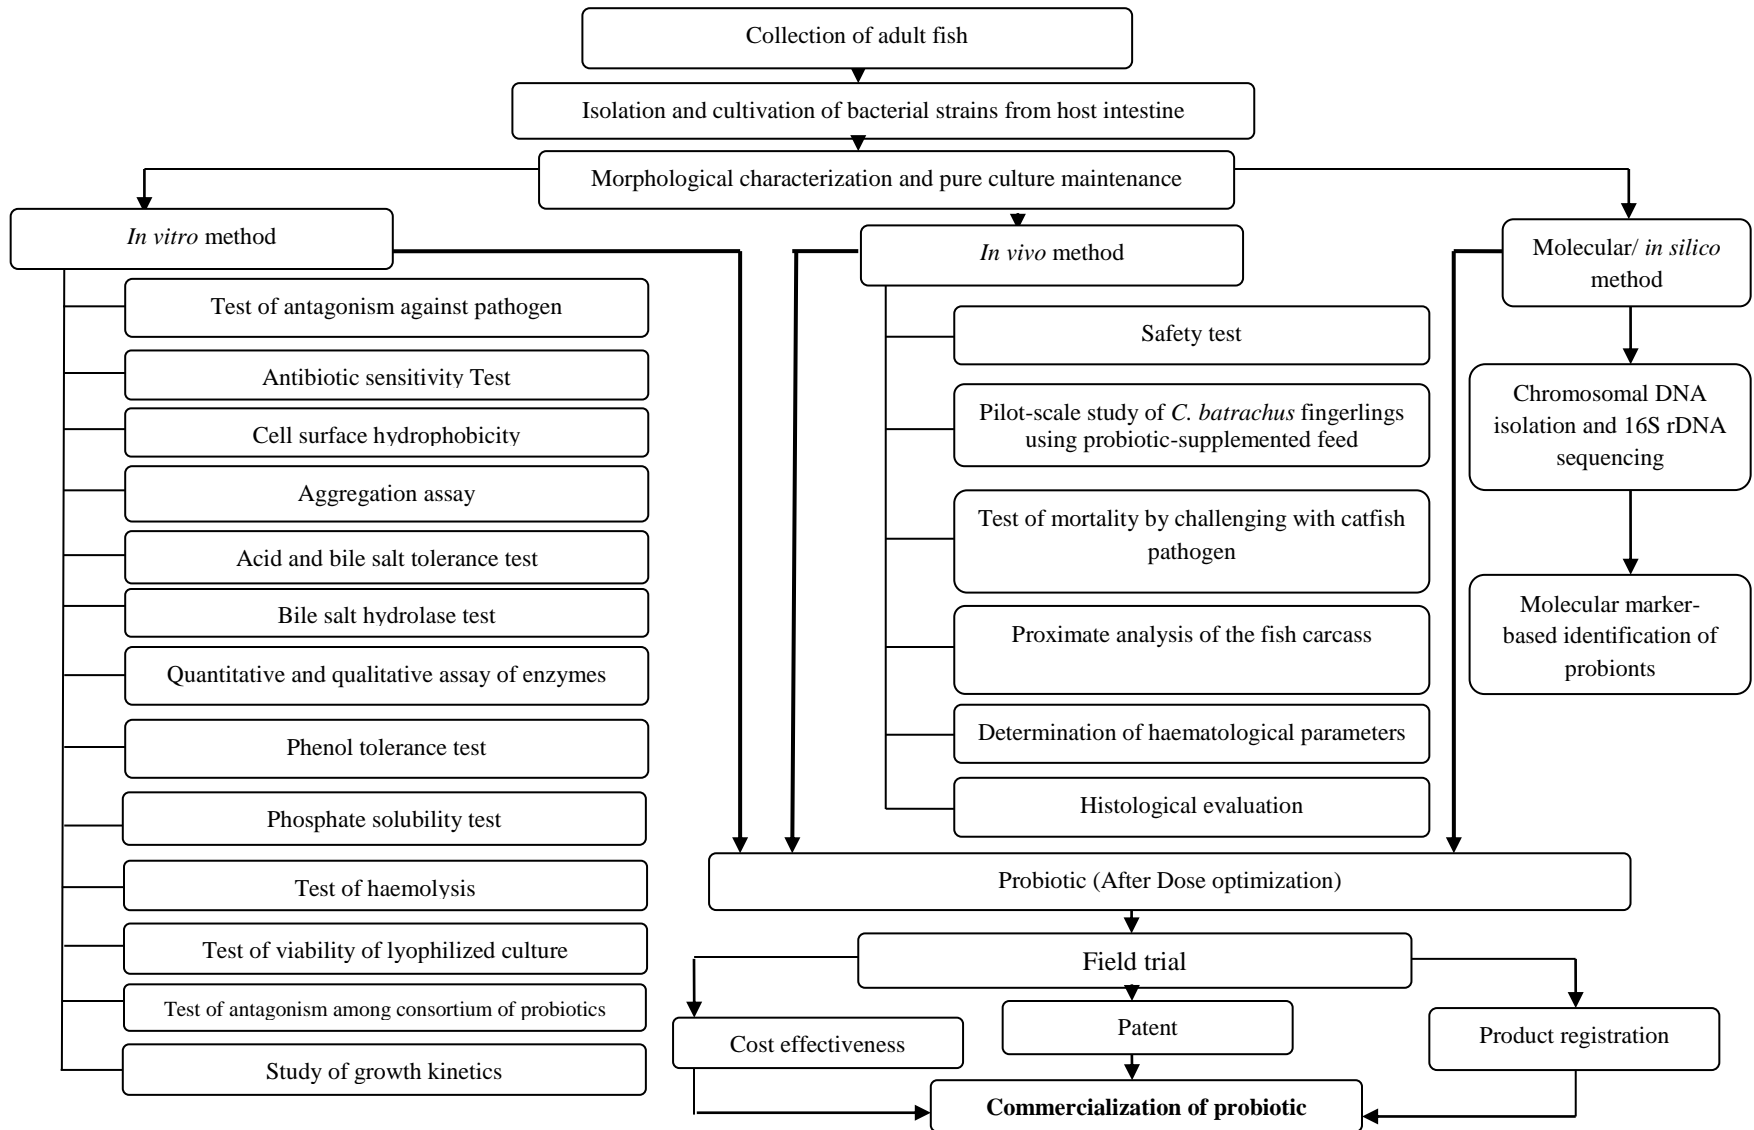 Collection of adult fish
Isolation and cultivation of bacterial strains from host intestine
Morphological characterization and pure culture maintenance
In vitro method
Test of antagonism against pathogen
Antibiotic sensitivity Test
Cell surface hydrophobicity
Aggregation assay
Acid and bile salt tolerance test
Bile salt hydrolase test
Quantitative and qualitative assay of enzymes
Phenol tolerance test
Phosphate solubility test
Test of haemolysis
Test of viability of lyophilized culture
Test of antagonism among consortium of probiotics
Study of growth kinetics
In vivo method
Safety test
Pilot-scale study of C. batrachus fingerlings
using probiotic-supplemented feed
Test of mortality by challenging with catfish
pathogen
Proximate analysis of the fish carcass
Determination of haematological parameters
Histological evaluation
Molecular/ in silico
method
Chromosomal DNA
isolation and 16S rDNA
sequencing
Molecular marker-
based identification of
probionts
Probiotic (After Dose optimization)
Field trial
Cost effectiveness
Patent
Product registration
Commercialization of probiotic